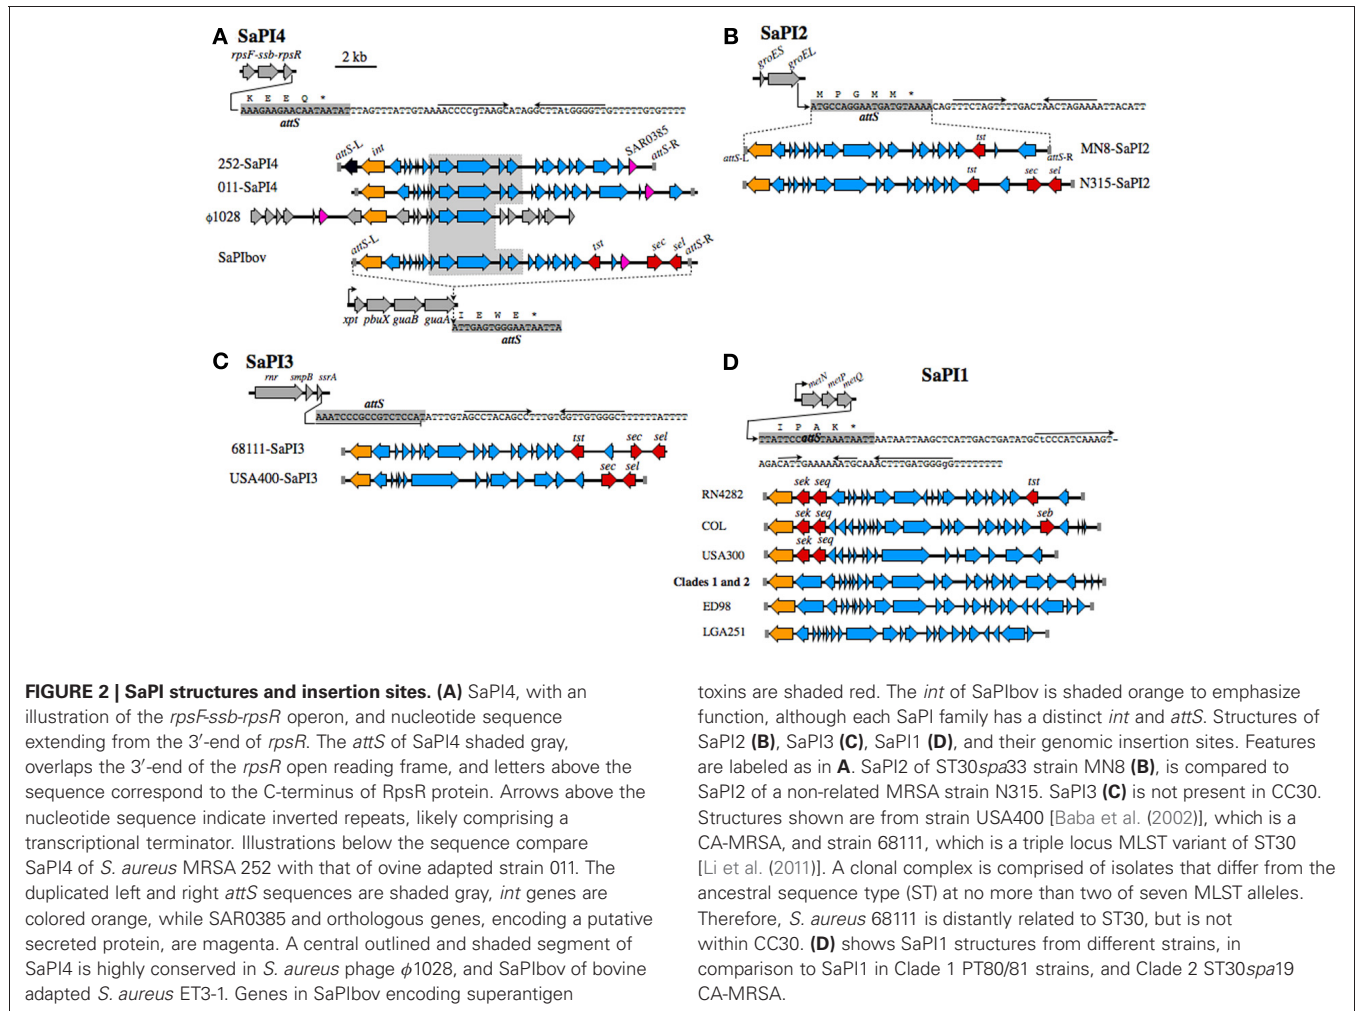 A SaPI4
rpsF-ssb-rpsR
2 kb
K E E Q *
AAAGAAGAACAATAATATTTAGTTTATTGTAAAACCCCgTAAGCATAGGCTTAtGGGGTTGTTTTTTGTGTTTT
attS
attS-L int SAR0385 attS-R
252-SaPI4
011-SaPI4
ϕ1028
SaPIbov
attS-L tst sec sel attS-R
xpt pbuX guaB guaA
I E W E *
ATTGAGTGGGAATAATTA
attS
B SaPI2
groES groEL
M P G M M *
ATGCCAGGAATGATGTAAAACAGTTTTCTAGTTTTGACTAACTAGAAAATTACATT
attS
attS-L tst attS-R
MN8-SaPI2
tst sec sel
N315-SaPI2
C SaPI3
rnr smpB ssrA
attS
AAATCCCGCCGTCTCCATATTTGTAGCCTACAGCCTTTGTGGTTGTGGGCTTTTTTATTTT
tst sec sel
68111-SaPI3
sec sel
USA400-SaPI3
D SaPI1
metN metP metQ
I P A K *
attS
AGACATTGAAAAAATGCAAACTTTGATGGGgGTTTTTTTT
sek seq tst
RN4282
sek seq seb
COL
sek seq
USA300
Clades 1 and 2
ED98
LGA251
FIGURE 2 | SaPI structures and insertion sites. (A) SaPI4, with an
illustration of the rpsF-ssb-rpsR operon, and nucleotide sequence
extending from the 3′-end of rpsR. The attS of SaPI4 shaded gray,
overlaps the 3′-end of the rpsR open reading frame, and letters above the
sequence correspond to the C-terminus of RpsR protein. Arrows above the
nucleotide sequence indicate inverted repeats, likely comprising a
transcriptional terminator. Illustrations below the sequence compare
SaPI4 of S. aureus MRSA 252 with that of ovine adapted strain 011. The
duplicated left and right attS sequences are shaded gray, int genes are
colored orange, while SAR0385 and orthologous genes, encoding a putative
secreted protein, are magenta. A central outlined and shaded segment of
SaPI4 is highly conserved in S. aureus phage ϕ1028, and SaPIbov of bovine
adapted S. aureus ET3-1. Genes in SaPIbov encoding superantigen
toxins are shaded red. The int of SaPIbov is shaded orange to emphasize
function, although each SaPI family has a distinct int and attS. Structures of
SaPI2 (B), SaPI3 (C), SaPI1 (D), and their genomic insertion sites. Features
are labeled as in A. SaPI2 of ST30spa33 strain MN8 (B), is compared to
SaPI2 of a non-related MRSA strain N315. SaPI3 (C) is not present in CC30.
Structures shown are from strain USA400 [Baba et al. (2002)], which is a
CA-MRSA, and strain 68111, which is a triple locus MLST variant of ST30
[Li et al. (2011)]. A clonal complex is comprised of isolates that differ from the
ancestral sequence type (ST) at no more than two of seven MLST alleles.
Therefore, S. aureus 68111 is distantly related to ST30, but is not
within CC30. (D) shows SaPI1 structures from different strains, in
comparison to SaPI1 in Clade 1 PT80/81 strains, and Clade 2 ST30spa19
CA-MRSA.